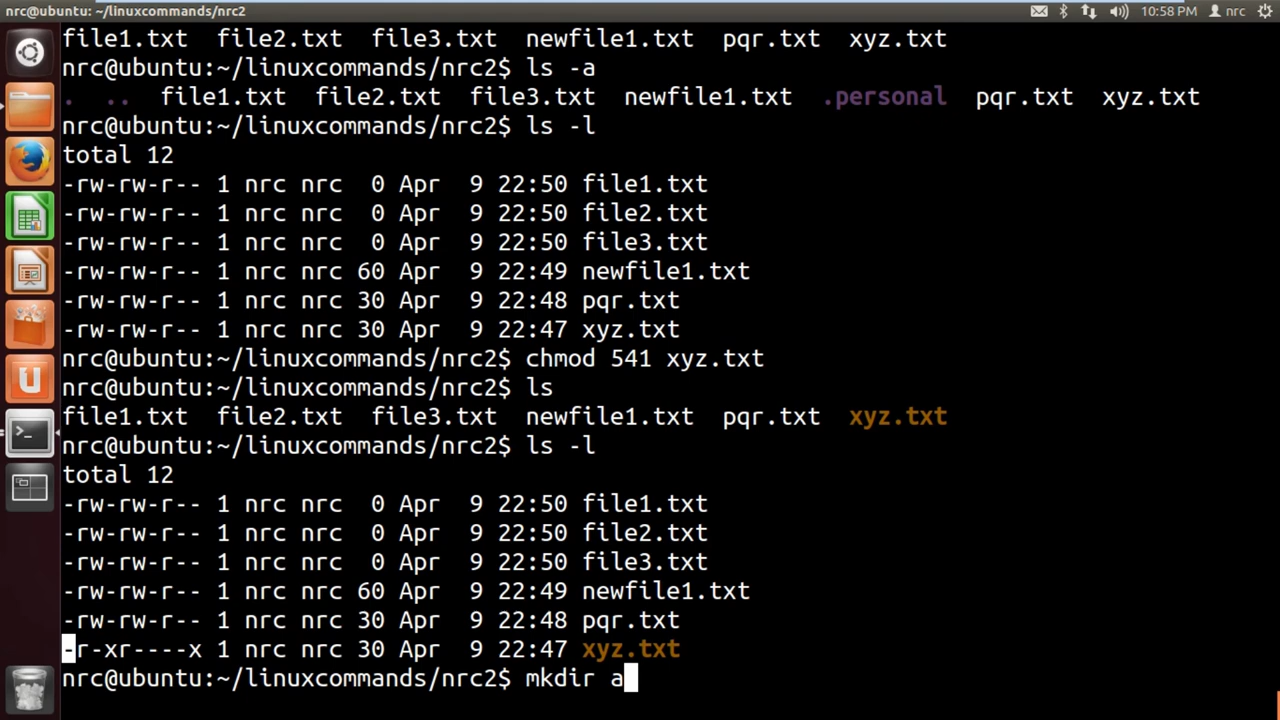 nrc@ubuntu: ~/linuxcommands/nrc2 10:58 PM nrc
file1.txt file2.txt file3.txt newfile1.txt pqr.txt xyz.txt
nrc@ubuntu:~/linuxcommands/nrc2$ ls -a
. .. file1.txt file2.txt file3.txt newfile1.txt .personal pqr.txt xyz.txt
nrc@ubuntu:~/linuxcommands/nrc2$ ls -l
total 12
-rw-rw-r-- 1 nrc nrc 0 Apr 9 22:50 file1.txt
-rw-rw-r-- 1 nrc nrc 0 Apr 9 22:50 file2.txt
-rw-rw-r-- 1 nrc nrc 0 Apr 9 22:50 file3.txt
-rw-rw-r-- 1 nrc nrc 60 Apr 9 22:49 newfile1.txt
-rw-rw-r-- 1 nrc nrc 30 Apr 9 22:48 pqr.txt
-rw-rw-r-- 1 nrc nrc 30 Apr 9 22:47 xyz.txt
nrc@ubuntu:~/linuxcommands/nrc2$ chmod 541 xyz.txt
nrc@ubuntu:~/linuxcommands/nrc2$ ls
file1.txt file2.txt file3.txt newfile1.txt pqr.txt xyz.txt
nrc@ubuntu:~/linuxcommands/nrc2$ ls -l
total 12
-rw-rw-r-- 1 nrc nrc 0 Apr 9 22:50 file1.txt
-rw-rw-r-- 1 nrc nrc 0 Apr 9 22:50 file2.txt
-rw-rw-r-- 1 nrc nrc 0 Apr 9 22:50 file3.txt
-rw-rw-r-- 1 nrc nrc 60 Apr 9 22:49 newfile1.txt
-rw-rw-r-- 1 nrc nrc 30 Apr 9 22:48 pqr.txt
-r-xr----x 1 nrc nrc 30 Apr 9 22:47 xyz.txt
nrc@ubuntu:~/linuxcommands/nrc2$ mkdir a